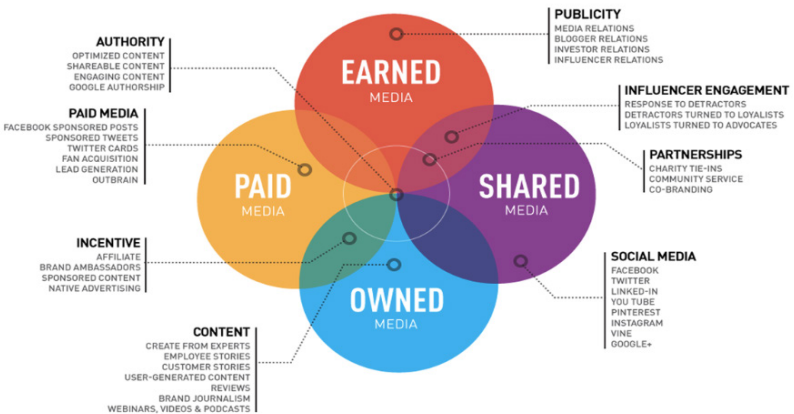 AUTHORITY
OPTIMIZED CONTENT
SHAREABLE CONTENT
ENGAGING CONTENT
GOOGLE AUTHORSHIP
PUBLICITY
MEDIA RELATIONS
BLOGGER RELATIONS
INVESTOR RELATIONS
INFLUENCER RELATIONS
EARNED
MEDIA
PAID MEDIA
FACEBOOK SPONSORED POSTS
SPONSORED TWEETS
TWITTER CARDS
FAN ACQUISITION
LEAD GENERATION
OUTBRAIN
INFLUENCER ENGAGEMENT
RESPONSE TO DETRACTORS
DETRACTORS TURNED TO LOYALISTS
LOYALISTS TURNED TO ADVOCATES
PARTNERSHIPS
CHARITY TIE-INS
COMMUNITY SERVICE
CO-BRANDING
PAID
MEDIA
SHARED
MEDIA
INCENTIVE
AFFILIATE
BRAND AMBASSADORS
SPONSORED CONTENT
NATIVE ADVERTISING
SOCIAL MEDIA
FACEBOOK
TWITTER
LINKED-IN
YOU TUBE
PINTEREST
INSTAGRAM
VINE
GOOGLE+
OWNED
MEDIA
CONTENT
CREATE FROM EXPERTS
EMPLOYEE STORIES
CUSTOMER STORIES
USER-GENERATED CONTENT
REVIEWS
BRAND JOURNALISM
WEBINARS, VIDEOS & PODCASTS